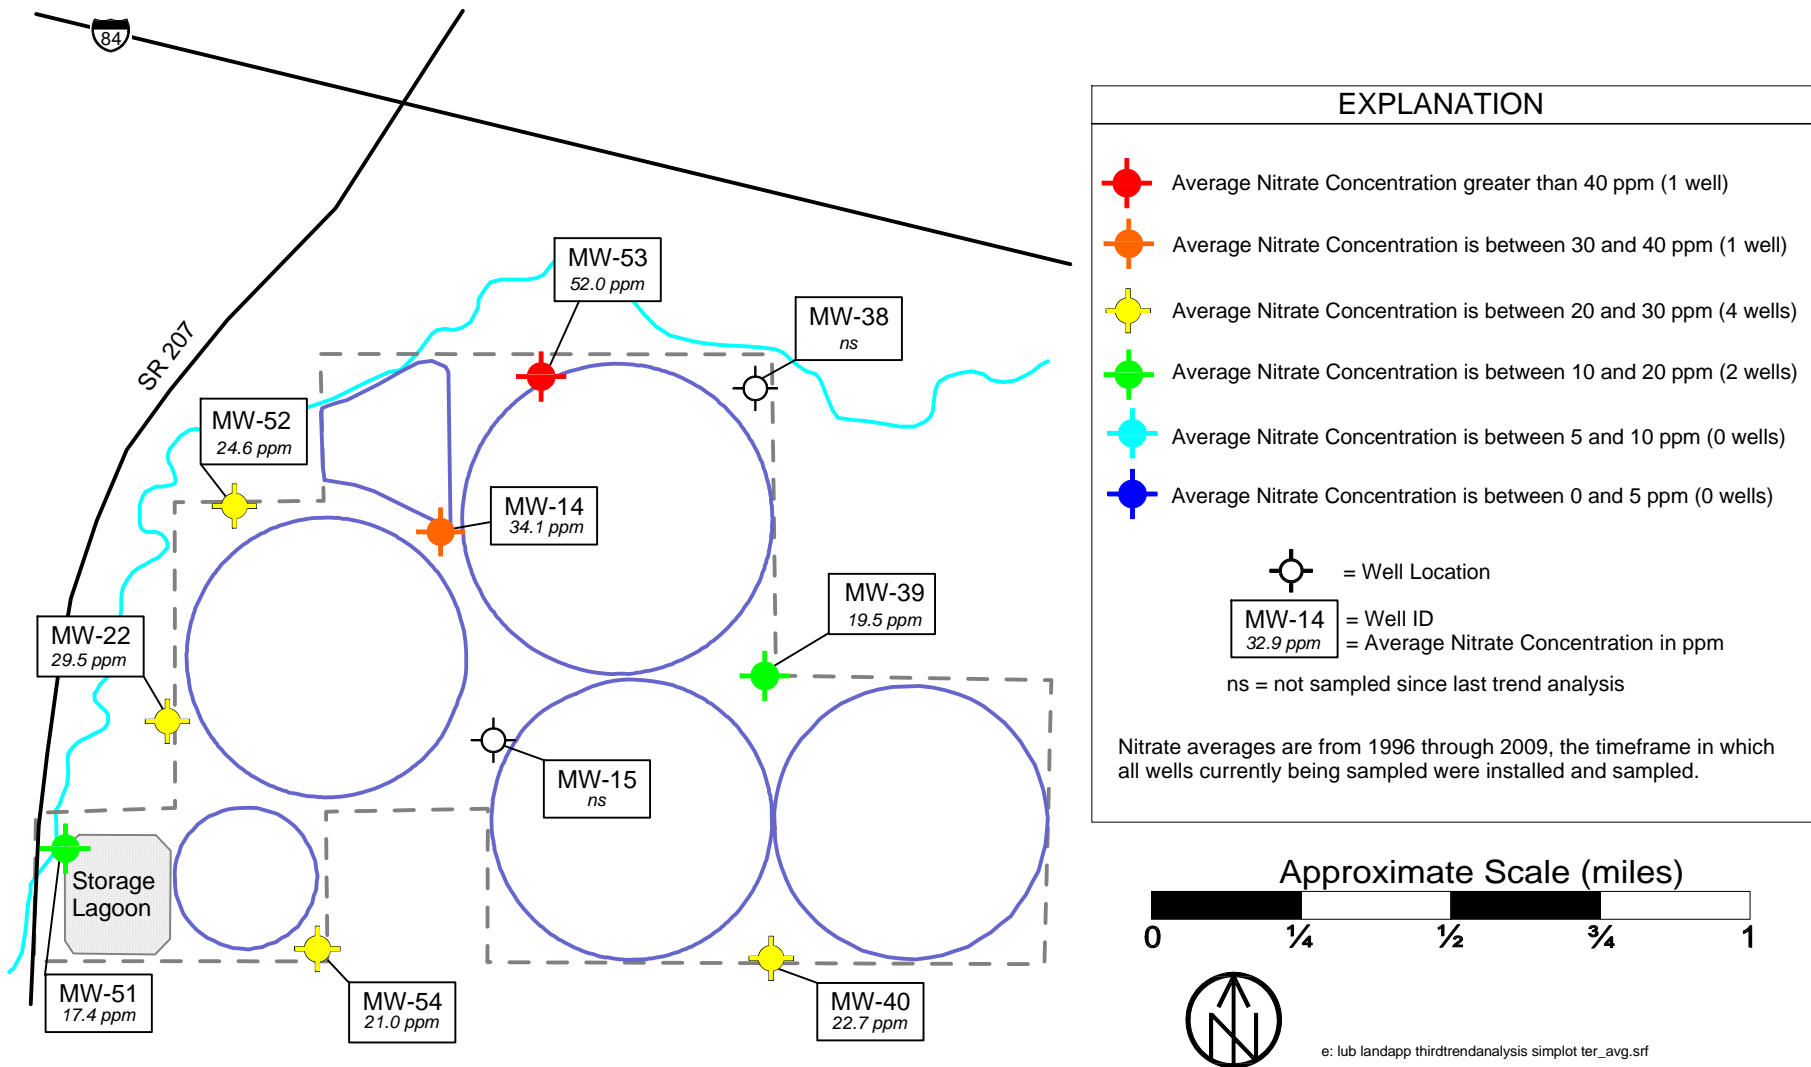 84
SR 207
MW-53
52.0 ppm
MW-38
ns
MW-52
24.6 ppm
MW-14
34.1 ppm
MW-39
19.5 ppm
MW-22
29.5 ppm
MW-15
ns
Storage
Lagoon
MW-51
17.4 ppm
MW-54
21.0 ppm
MW-40
22.7 ppm
EXPLANATION
Average Nitrate Concentration greater than 40 ppm (1 well)
Average Nitrate Concentration is between 30 and 40 ppm (1 well)
Average Nitrate Concentration is between 20 and 30 ppm (4 wells)
Average Nitrate Concentration is between 10 and 20 ppm (2 wells)
Average Nitrate Concentration is between 5 and 10 ppm (0 wells)
Average Nitrate Concentration is between 0 and 5 ppm (0 wells)
= Well Location
MW-14 = Well ID
32.9 ppm = Average Nitrate Concentration in ppm
ns = not sampled since last trend analysis
Nitrate averages are from 1996 through 2009, the timeframe in which
all wells currently being sampled were installed and sampled.
Approximate Scale (miles)
0 ¼ ½ ¾ 1
N
e: lub landapp thirdtrendanalysis simplot ter_avg.srf